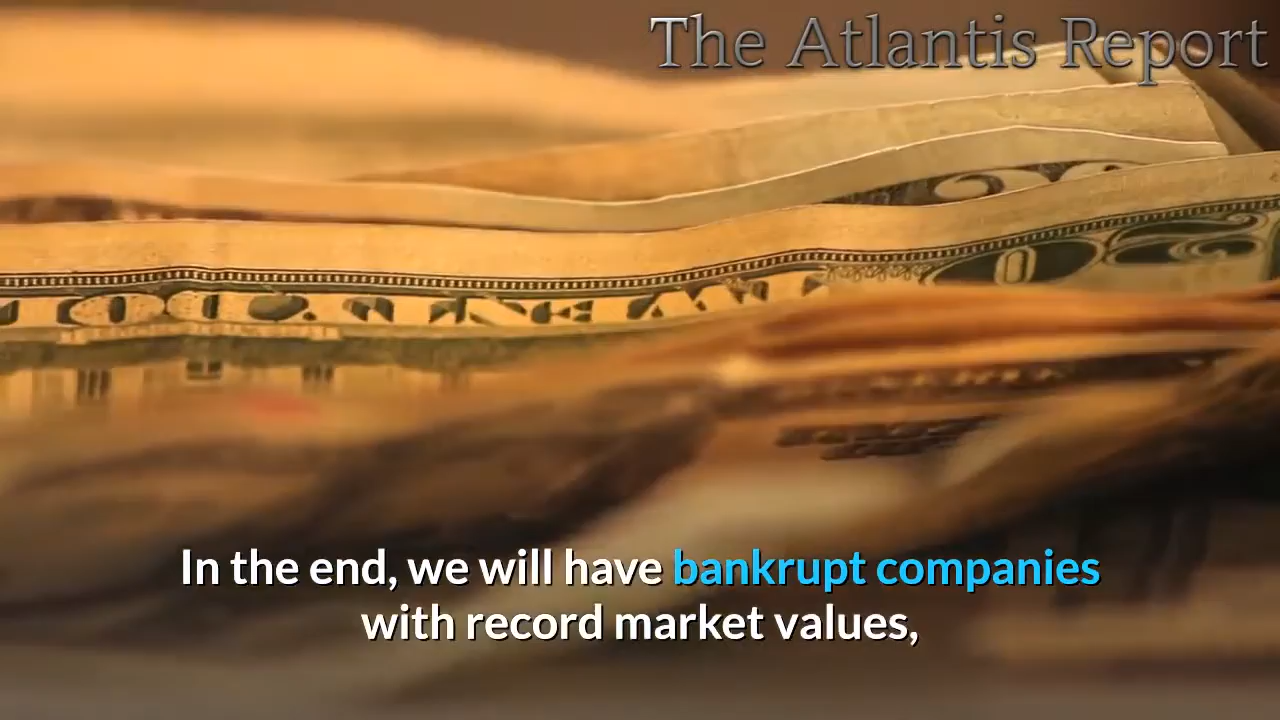 The Atlantis Report
In the end, we will have bankrupt companies
with record market values,